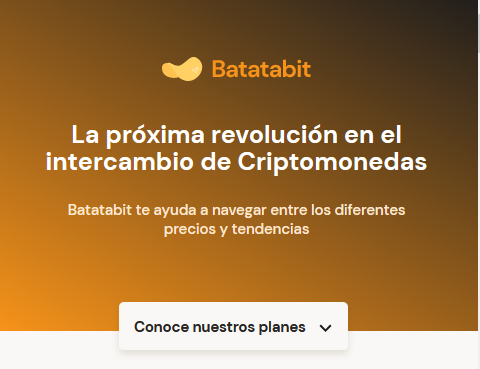 Batatabit
La próxima revolución en el
intercambio de Criptomonedas
Batatabit te ayuda a navegar entre los diferentes
precios y tendencias
Conoce nuestros planes